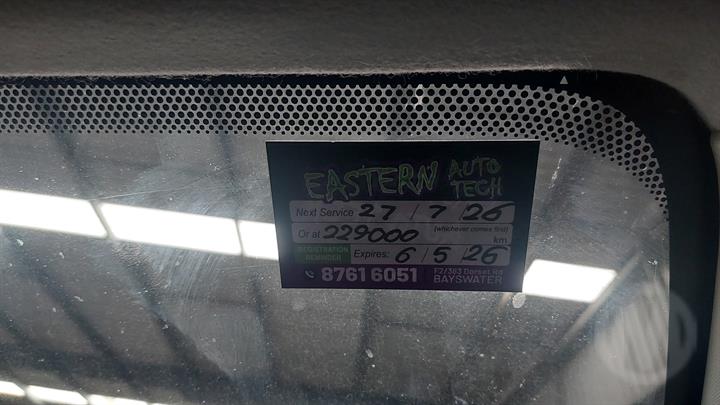 EASTERN AUTO TECH
Next Service 27 / 7 / 26
Or at 229000 (whichever comes first) km
REGISTRATION REMINDER Expires: 6 / 5 / 26
8761 6051 F2/363 Dorset Rd
BAYSWATER